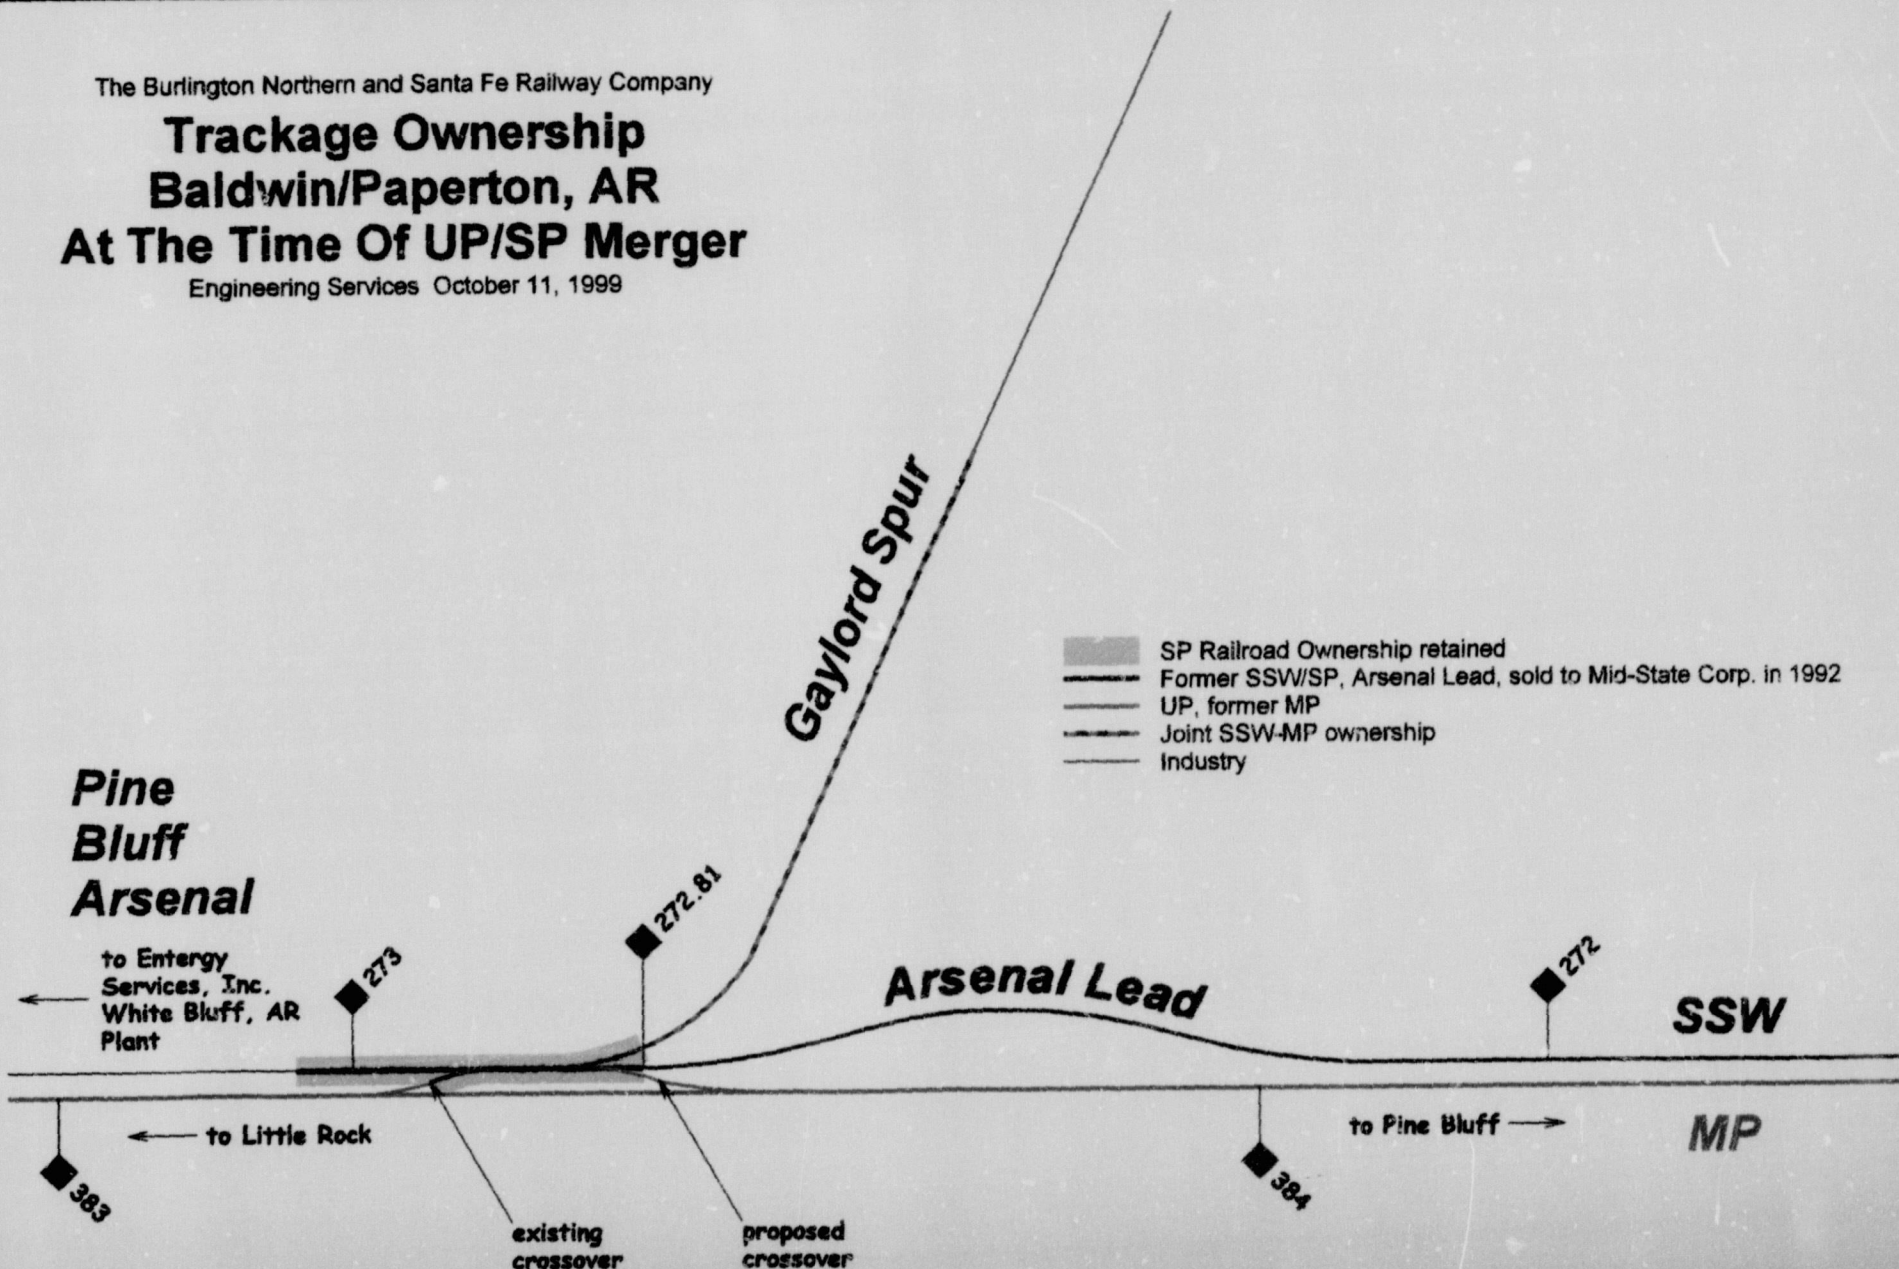 The Burlington Northern and Santa Fe Railway Company
Trackage Ownership
Baldwin/Paperton, AR
At The Time Of UP/SP Merger
Engineering Services October 11, 1999
Gaylord Spur
SP Railroad Ownership retained
Former SSW/SP, Arsenal Lead, sold to Mid-State Corp. in 1992
UP, former MP
Joint SSW-MP ownership
Industry
Pine
Bluff
Arsenal
to Entergy
Services, Inc.
White Bluff, AR
Plant
273
272.81
Arsenal Lead
272
SSW
to Little Rock
to Pine Bluff
MP
383
384
existing
crossover
proposed
crossover